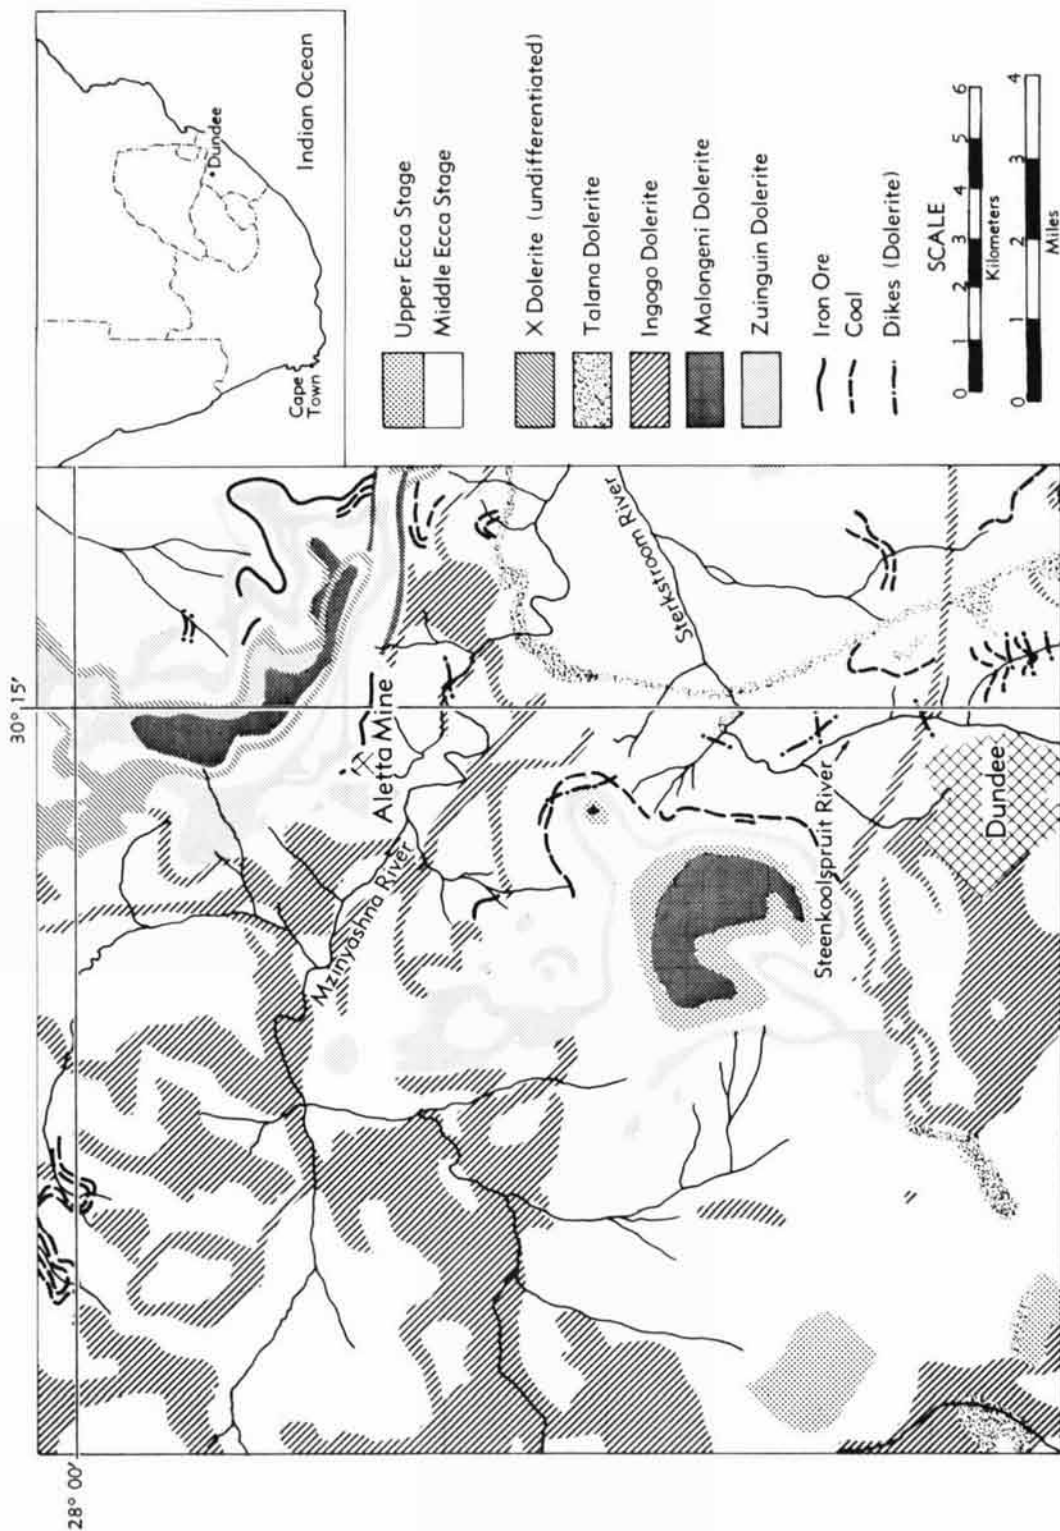 30° 15'
28° 00'
Cape
Town
Dundee
Indian Ocean
Upper Ecca Stage
Middle Ecca Stage
X Dolerite (undifferentiated)
Talana Dolerite
Ingogo Dolerite
Malongeni Dolerite
Zuinguin Dolerite
Iron Ore
Coal
Dikes (Dolerite)
SCALE
0 1 2 3 4 5 6
Kilometers
0 1 2 3 4
Miles
Aletta Mine
Mzinyashna River
Sterkstroom River
Steenkoolspruit River
Dundee